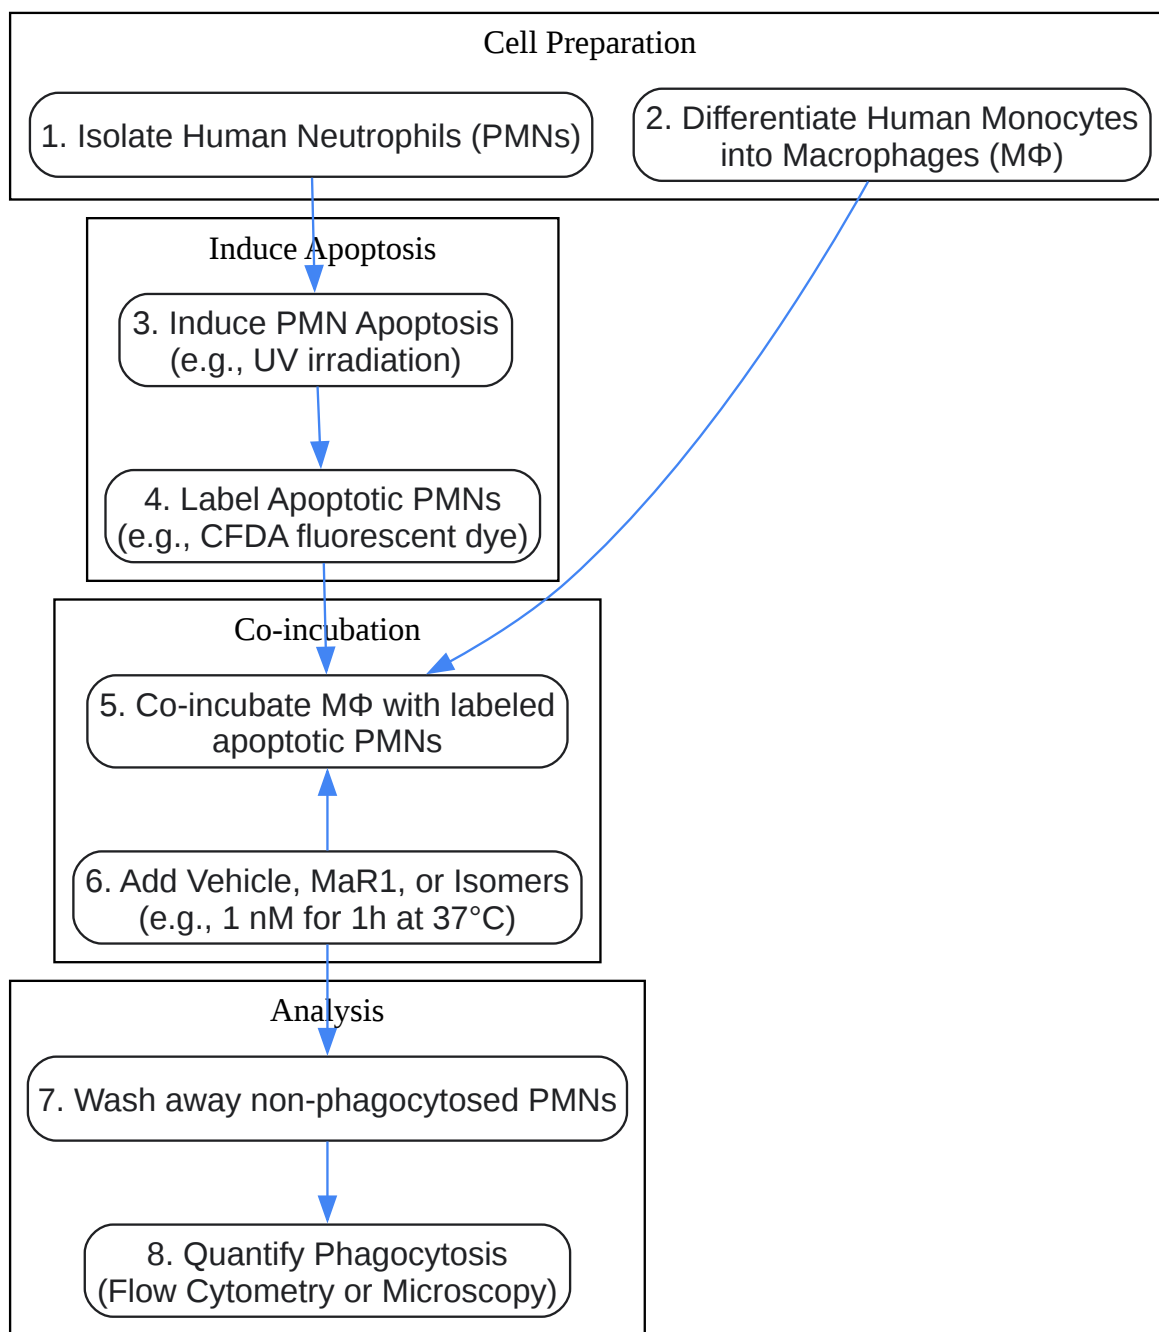 Cell Preparation
1. Isolate Human Neutrophils (PMNs)
2. Differentiate Human Monocytes
into Macrophages (MΦ)
Induce Apoptosis
3. Induce PMN Apoptosis
(e.g., UV irradiation)
4. Label Apoptotic PMNs
(e.g., CFDA fluorescent dye)
Co-incubation
5. Co-incubate MΦ with labeled
apoptotic PMNs
6. Add Vehicle, MaR1, or Isomers
(e.g., 1 nM for 1h at 37°C)
Analysis
7. Wash away non-phagocytosed PMNs
8. Quantify Phagocytosis
(Flow Cytometry or Microscopy)